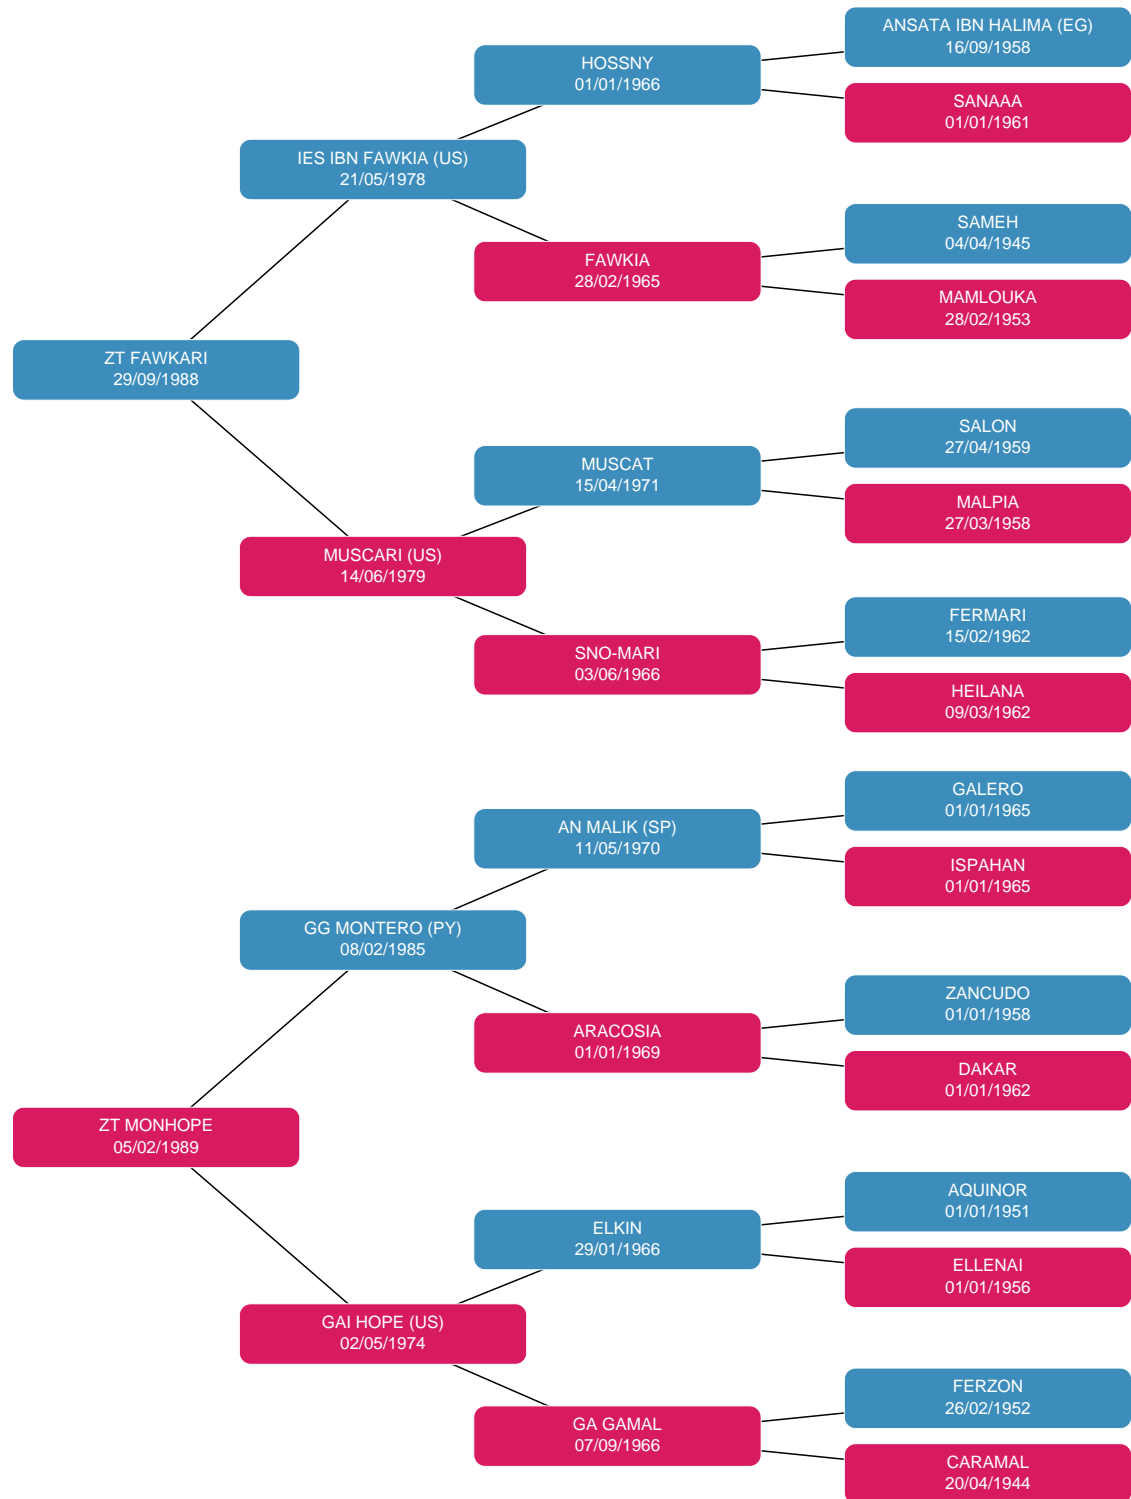 ANSATA IBN HALIMA (EG)
16/09/1958
HOSSNY
01/01/1966
SANAAA
01/01/1961
IES IBN FAWKIA (US)
21/05/1978
SAMEH
04/04/1945
FAWKIA
28/02/1965
MAMLOUKA
28/02/1953
ZT FAWKARI
29/09/1988
SALON
27/04/1959
MUSCAT
15/04/1971
MALPIA
27/03/1958
MUSCARI (US)
14/06/1979
FERMARI
15/02/1962
SNO-MARI
03/06/1966
HEILANA
09/03/1962
GALERO
01/01/1965
AN MALIK (SP)
11/05/1970
ISPAHAN
01/01/1965
GG MONTERO (PY)
08/02/1985
ZANCUDO
01/01/1958
ARACOSIA
01/01/1969
DAKAR
01/01/1962
ZT MONHOPE
05/02/1989
AQUINOR
01/01/1951
ELKIN
29/01/1966
ELLENAI
01/01/1956
GAI HOPE (US)
02/05/1974
FERZON
26/02/1952
GA GAMAL
07/09/1966
CARAMAL
20/04/1944